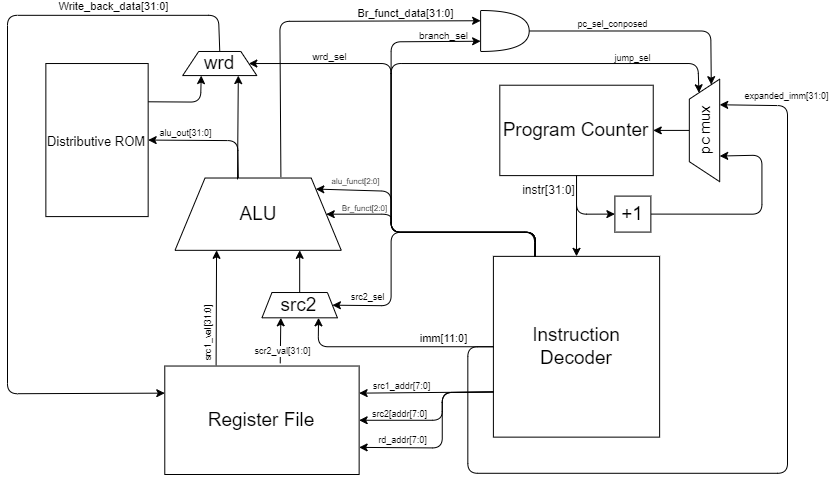 Write_back_data[31:0]
Br_funct_data[31:0]
pc_sel_conposed
branch_sel
wrd
wrd_sel
jump_sel
expanded_imm[31:0]
Distributive ROM
alu_out[31:0]
Program Counter
pc mux
alu_funct[2:0]
instr[31:0]
ALU
Br_funct[2:0]
+1
src2
src2_sel
src1_val[31:0]
scr2_val[31:0]
imm[11:0]
Instruction
Decoder
Register File
src1_addr[7:0]
src2[addr[7:0]
rd_addr[7:0]